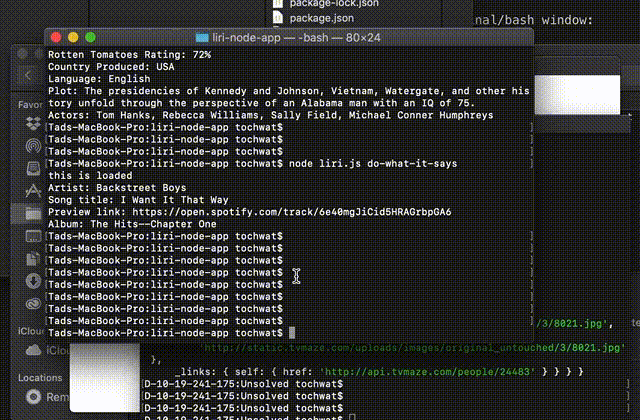 package-lock.json
package.json
nal/bash window:
liri-node-app — -bash — 80×24
Rotten Tomatoes Rating: 72%
Country Produced: USA
Language: English
Plot: The presidencies of Kennedy and Johnson, Vietnam, Watergate, and other his
tory unfold through the perspective of an Alabama man with an IQ of 75.
Actors: Tom Hanks, Rebecca Williams, Sally Field, Michael Conner Humphreys
[Tads-MacBook-Pro:liri-node-app tochwat$ ]
[Tads-MacBook-Pro:liri-node-app tochwat$ ]
[Tads-MacBook-Pro:liri-node-app tochwat$ ]
[Tads-MacBook-Pro:liri-node-app tochwat$ node liri.js do-what-it-says ]
this is loaded
Artist: Backstreet Boys
Song title: I Want It That Way
Preview link: https://open.spotify.com/track/6e40mgJiCid5HRAGrbpGA6
Album: The Hits--Chapter One
[Tads-MacBook-Pro:liri-node-app tochwat$ ]
[Tads-MacBook-Pro:liri-node-app tochwat$ ]
[Tads-MacBook-Pro:liri-node-app tochwat$ ]
[Tads-MacBook-Pro:liri-node-app tochwat$ ]
[Tads-MacBook-Pro:liri-node-app tochwat$ ]
[Tads-MacBook-Pro:liri-node-app tochwat$ ]
[Tads-MacBook-Pro:liri-node-app tochwat$ ]
[Tads-MacBook-Pro:liri-node-app tochwat$ ]
Tads-MacBook-Pro:liri-node-app tochwat$
Favor
iClou
iClou
Locations
Rem
/3/8021.jpg',
http://static.tvmaze.com/uploads/images/original_untouched/3/8021.jpg'
},
_links: { self: { href: 'http://api.tvmaze.com/people/24483' } } } }
[D-10-19-241-175:Unsolved tochwat$
[D-10-19-241-175:Unsolved tochwat$
[D-10-19-241-175:Unsolved tochwat$
D-10-19-241-175:Unsolved tochwat$